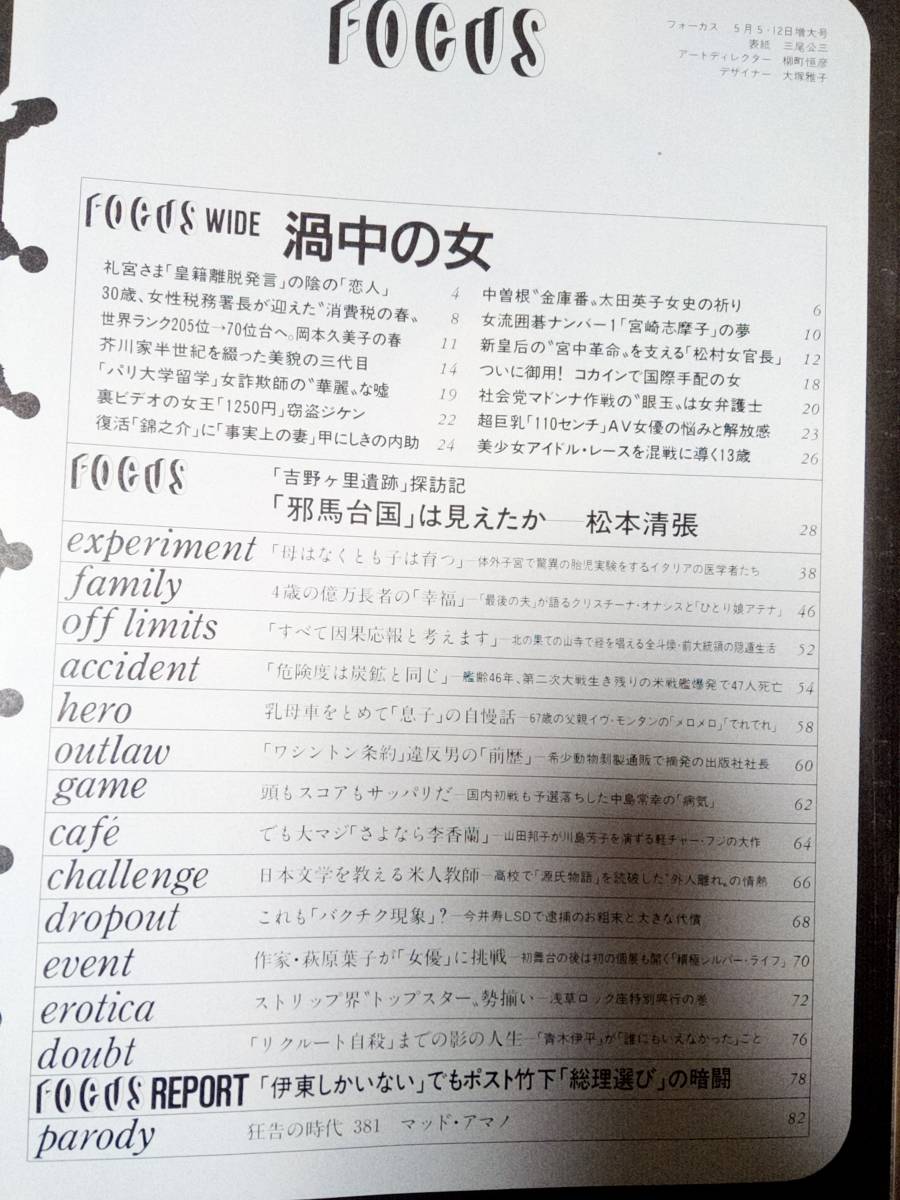 FOCUS
フォーカス 5月5・12日増大号
表紙 三尾公三
アートディレクター 柳町恒彦
デザイナー 大塚雅子
FOCUS WIDE 渦中の女
礼宮さま「皇籍離脱発言」の陰の「恋人」 4
30歳、女性税務署長が迎えた〝消費税の春〟 8
世界ランク205位→70位台へ。岡本久美子の春 11
芥川家半世紀を綴った美貌の三代目 14
「パリ大学留学」女詐欺師の〝華麗〟な嘘 19
裏ビデオの女王「1250円」窃盗ジケン 22
復活「錦之介」に「事実上の妻」甲にしきの内助 24
中曽根〝金庫番〟太田英子女史の祈り 6
女流囲碁ナンバー1「宮崎志摩子」の夢 10
新皇后の〝宮中革命〟を支える「松村女官長」 12
ついに御用! コカインで国際手配の女 18
社会党マドンナ作戦の〝眼玉〟は女弁護士 20
超巨乳「110センチ」AV女優の悩みと解放感 23
美少女アイドル・レースを混戦に導く13歳 26
FOCUS 「吉野ヶ里遺跡」探訪記
「邪馬台国」は見えたか──松本清張 28
experiment 「母はなくとも子は育つ」─体外子宮で驚異の胎児実験をするイタリアの医学者たち 38
family 4歳の億万長者の「幸福」─「最後の夫」が語るクリスチーナ・オナシスと「ひとり娘アテナ」 46
off limits 「すべて因果応報と考えます」─北の果ての山寺で経を唱える全斗煥・前大統領の隠遁生活 52
accident 「危険度は炭鉱と同じ」─艦齢46年、第二次大戦生き残りの米戦艦爆発で47人死亡 54
hero 乳母車をとめて「息子」の自慢話─67歳の父親イヴ・モンタンの「メロメロ」「でれでれ」 58
outlaw 「ワシントン条約」違反男の「前歴」─希少動物剥製通販で摘発の出版社社長 60
game 頭もスコアもサッパリだ─国内初戦も予選落ちした中島常幸の「病気」 62
café でも大マジ「さよなら李香蘭」─山田邦子が川島芳子を演ずる軽チャー・フジの大作 64
challenge 日本文学を教える米人教師─高校で「源氏物語」を読破した〝外人離れ〟の情熱 66
dropout これも「バクチク現象」?─今井寿LSDで逮捕のお粗末と大きな代償 68
event 作家・萩原葉子が「女優」に挑戦─初舞台の後は初の個展も開く「積極シルバー・ライフ」 70
erotica ストリップ界〝トップスター〟勢揃い─浅草ロック座特別興行の巻 72
doubt 「リクルート自殺」までの影の人生─「青木伊平」が「誰にもいえなかった」こと 76
FOCUS REPORT 「伊東しかいない」でもポスト竹下「総理選び」の暗闘 78
parody 狂告の時代 381 マッド・アマノ 82